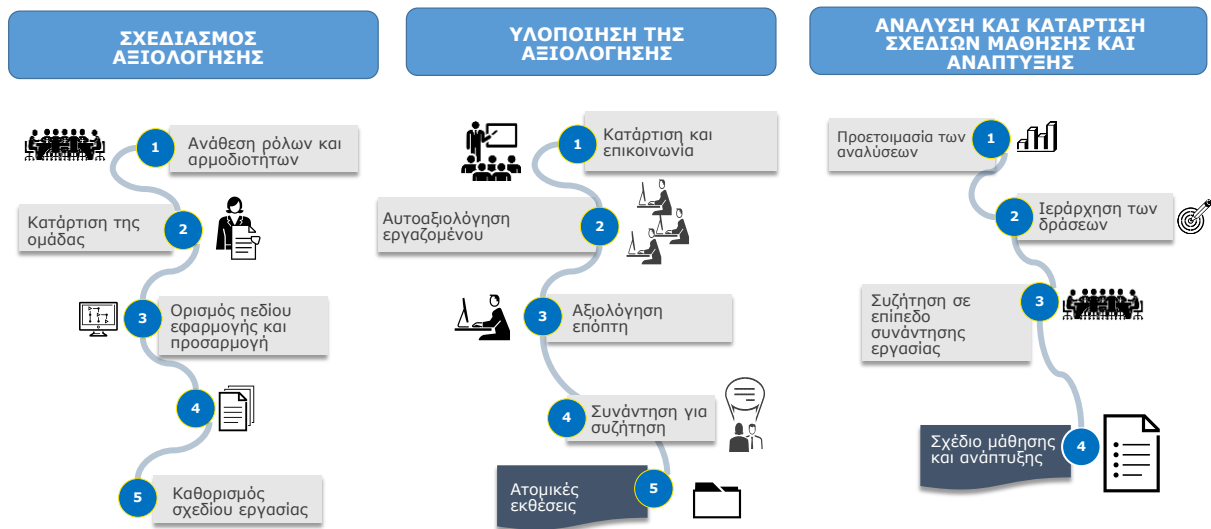 ΣΧΕΔΙΑΣΜΟΣ
ΑΞΙΟΛΟΓΗΣΗΣ
1
Ανάθεση ρόλων και
αρμοδιοτήτων
Κατάρτιση της
ομάδας
2
3
Ορισμός πεδίου
εφαρμογής και
προσαρμογή
4
5
Καθορισμός
σχεδίου εργασίας
ΥΛΟΠΟΙΗΣΗ ΤΗΣ
ΑΞΙΟΛΟΓΗΣΗΣ
1
Κατάρτιση και
επικοινωνία
Αυτοαξιολόγηση
εργαζομένου
2
3
Αξιολόγηση
επόπτη
4
Συνάντηση για
συζήτηση
Ατομικές
εκθέσεις
5
ΑΝΑΛΥΣΗ ΚΑΙ ΚΑΤΑΡΤΙΣΗ
ΣΧΕΔΙΩΝ ΜΑΘΗΣΗΣ ΚΑΙ
ΑΝΑΠΤΥΞΗΣ
Προετοιμασία των
αναλύσεων
1
2
Ιεράρχηση των
δράσεων
Συζήτηση σε
επίπεδο
συνάντησης
εργασίας
3
Σχέδιο μάθησης
και ανάπτυξης
4